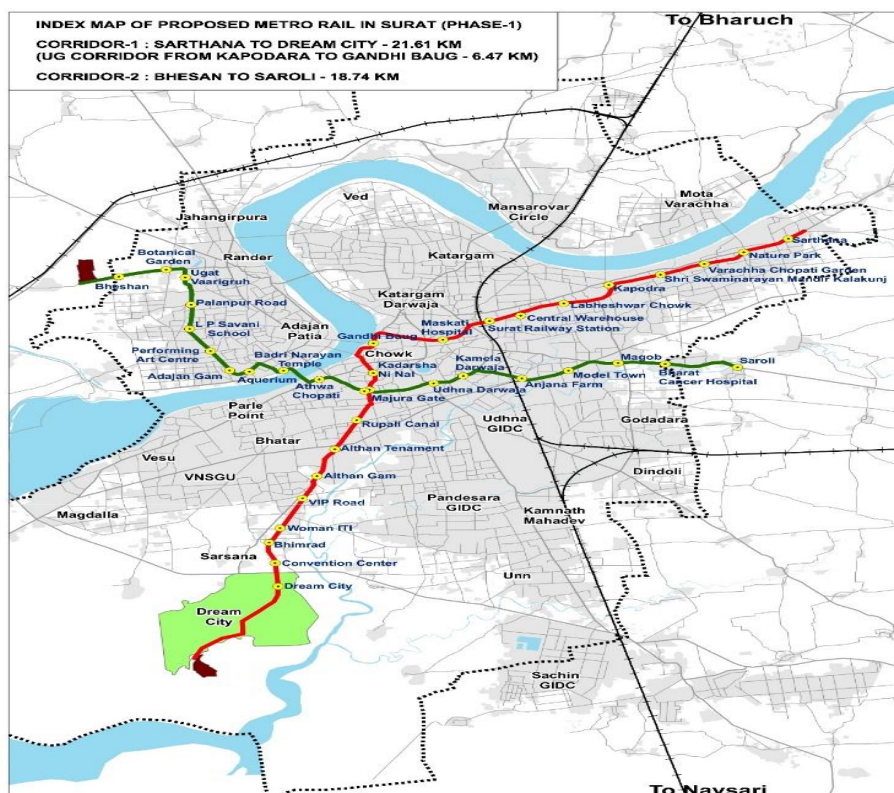 To Bharuch
INDEX MAP OF PROPOSED METRO RAIL IN SURAT (PHASE-1)
CORRIDOR-1 : SARTHANA TO DREAM CITY - 21.61 KM
(UG CORRIDOR FROM KAPODARA TO GANDHI BAUG - 6.47 KM)
CORRIDOR-2 : BHESAN TO SAROLI - 18.74 KM
Ved
Mansarovar
Circle
Mota
Varachha
Jahangirpura
Rander
Katargam
Sarthana
Nature Park
Varachha Chopati Garden
Shri Swaminarayan Mandir Kalakunj
Kapodra
Labheshwar Chowk
Central Warehouse
Surat Railway Station
Botanical
Garden
Ugat
Vaarigruh
Bheshan
Palanpur Road
Katargam
Darwaja
L P Savani
School
Adajan
Patia
Gandhi Baug
Maskati
Hospital
Chowk
Performing
Art Centre
Badri Narayan
Temple
Kadarsha
Ni Nal
Kamela
Darwaja
Magob
Saroli
Adajan Gam
Aquerium
Athwa
Chopati
Majura Gate
Udhna Darwaja
Anjana Farm
Model Town
Bharat
Cancer Hospital
Parle
Point
Rupali Canal
Udhna
GIDC
Godadara
Bhatar
Althan Tenament
Vesu
VNSGU
Althan Gam
Dindoli
Magdalla
VIP Road
Pandesara
GIDC
Kamnath
Mahadev
Woman ITI
Bhimrad
Sarsana
Convention Center
Unn
Dream City
Dream
City
Sachin
GIDC
To Navsari